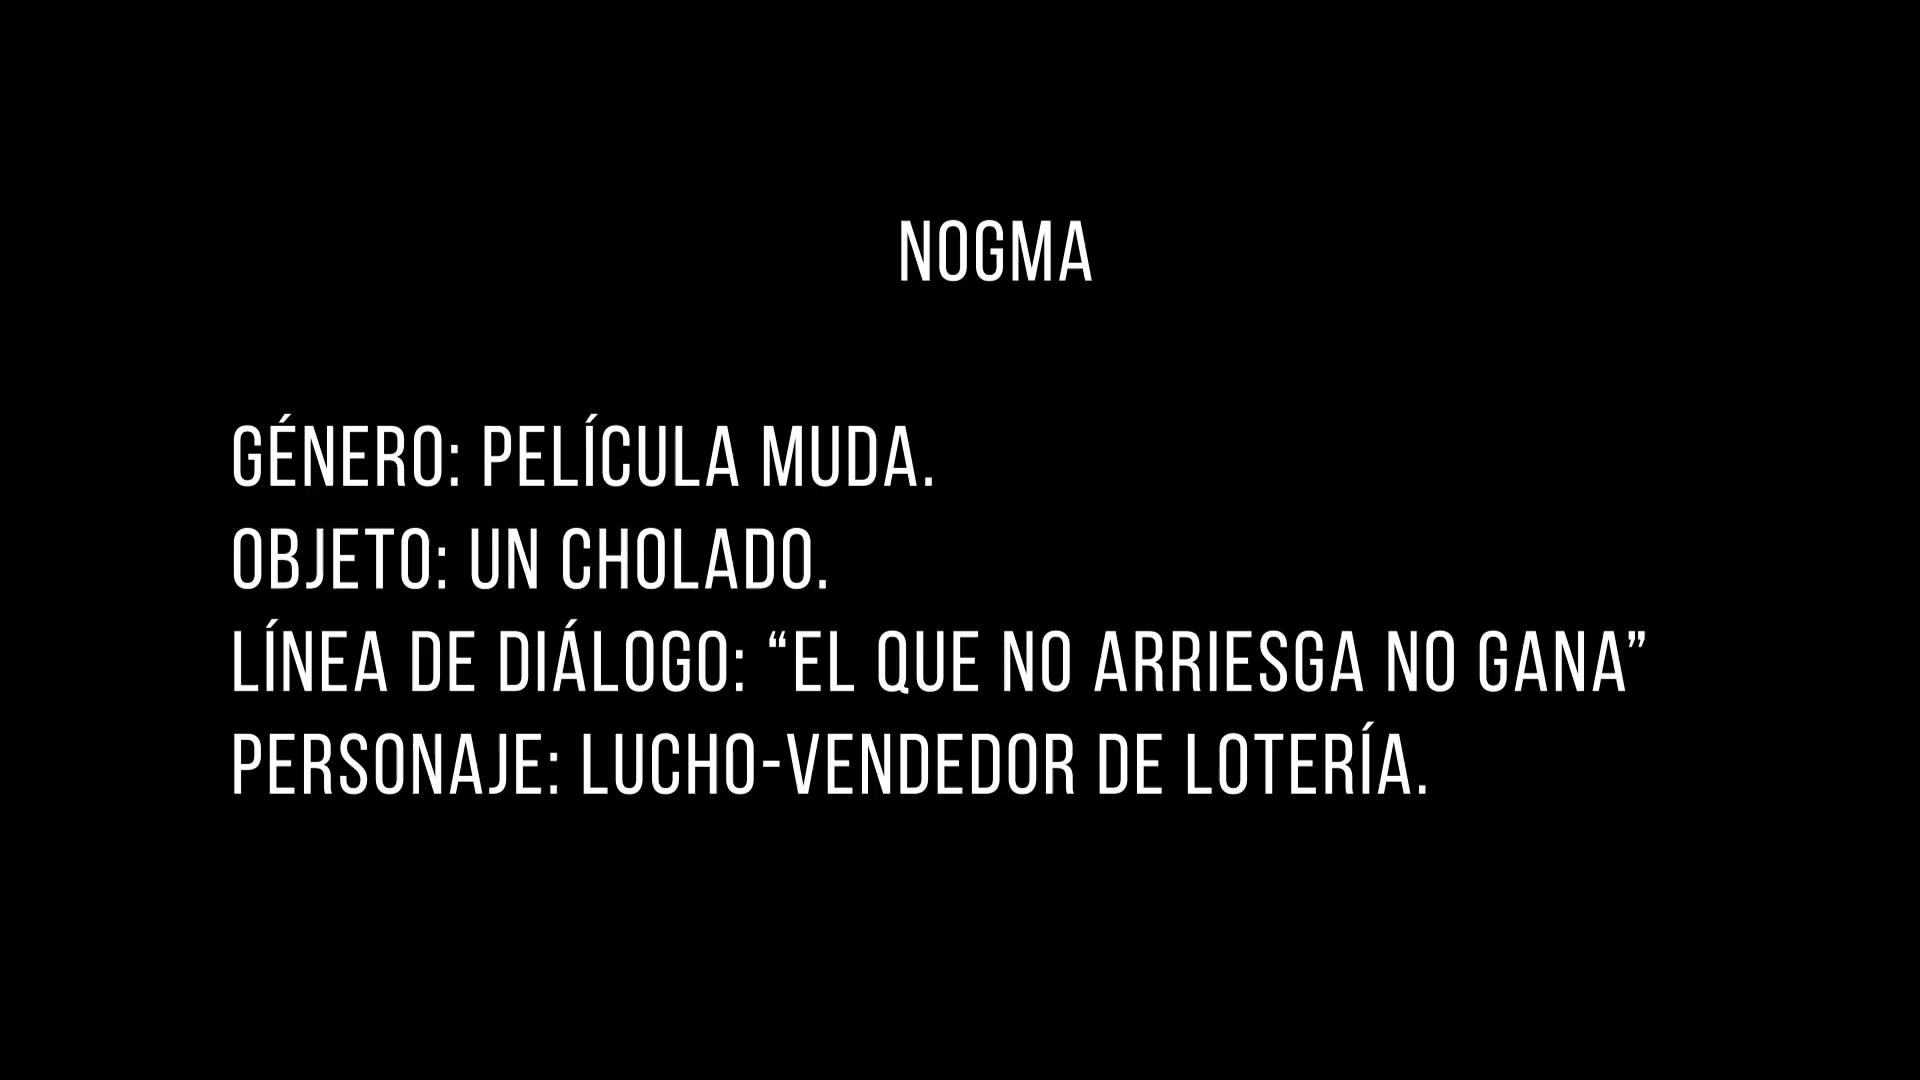 NOGMA
GÉNERO: PELÍCULA MUDA.
OBJETO: UN CHOLADO.
LÍNEA DE DIÁLOGO: “EL QUE NO ARRIESGA NO GANA”
PERSONAJE: LUCHO-VENDEDOR DE LOTERÍA.